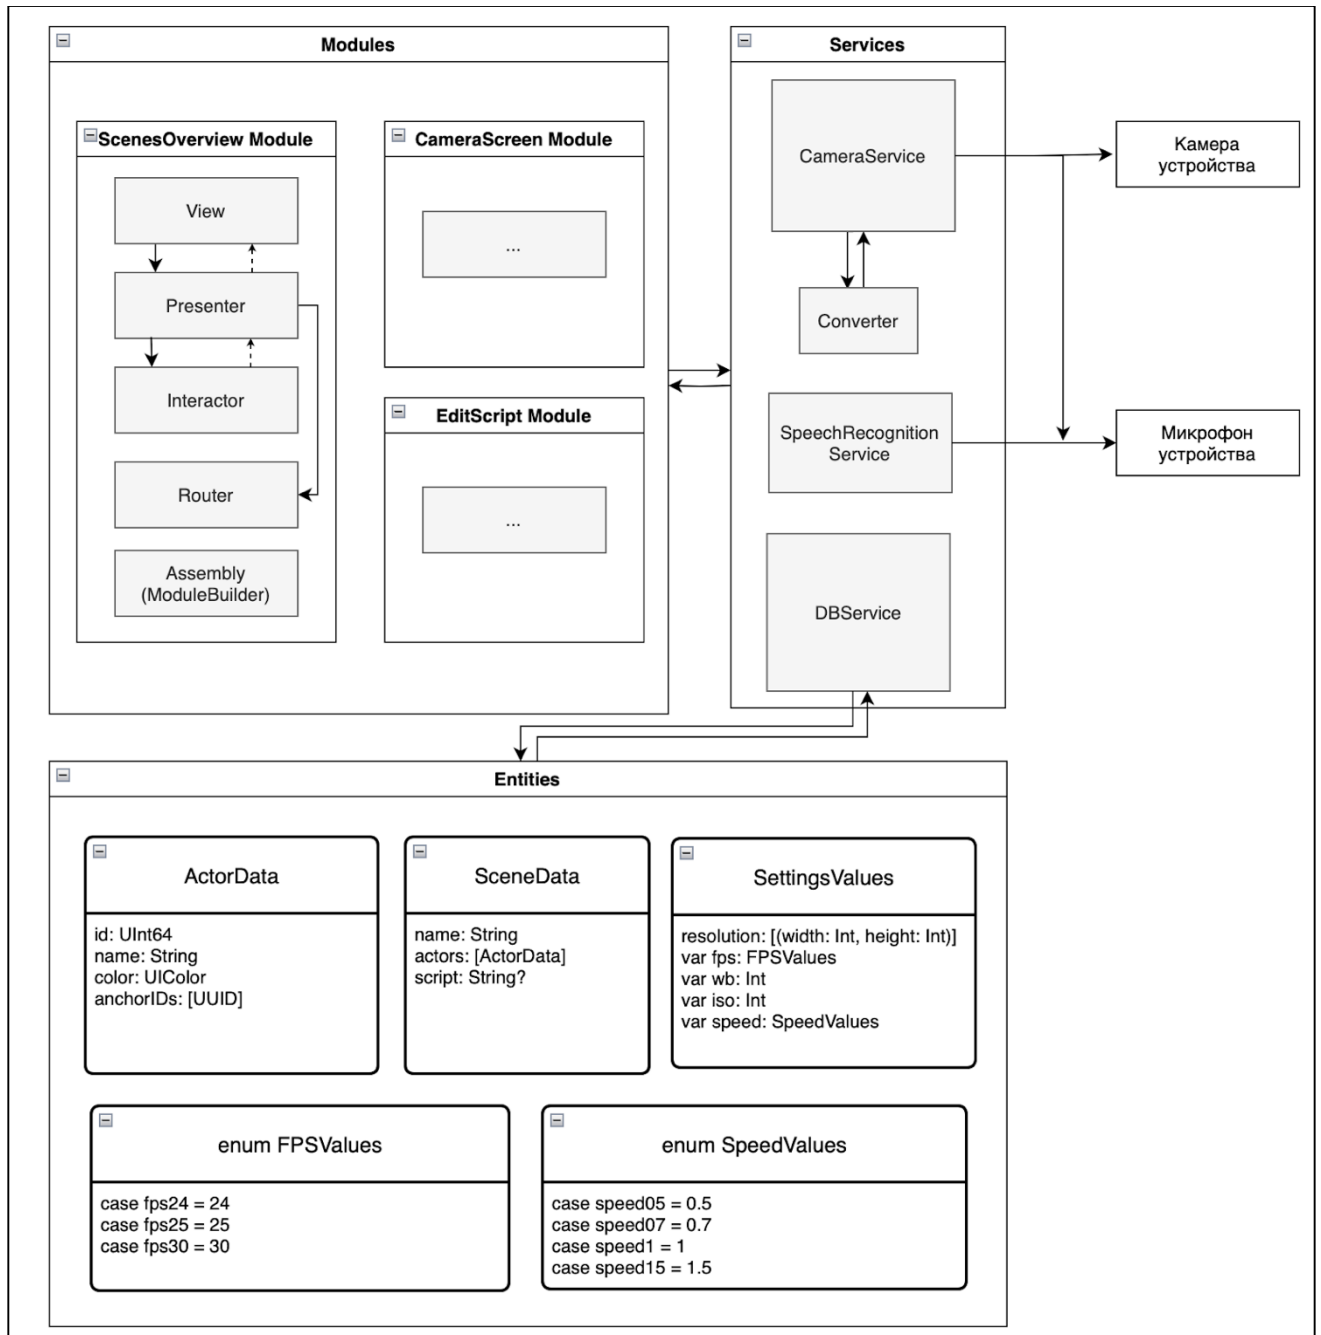 Modules
ScenesOverview Module
View
Presenter
Interactor
Router
Assembly
(ModuleBuilder)
CameraScreen Module
...
EditScript Module
...
Services
CameraService
Converter
SpeechRecognition
Service
DBService
Камера
устройства
Микрофон
устройства
Entities
ActorData
id: UInt64
name: String
color: UIColor
anchorIDs: [UUID]
SceneData
name: String
actors: [ActorData]
script: String?
SettingsValues
resolution: [(width: Int, height: Int)]
var fps: FPSValues
var wb: Int
var iso: Int
var speed: SpeedValues
enum FPSValues
case fps24 = 24
case fps25 = 25
case fps30 = 30
enum SpeedValues
case speed05 = 0.5
case speed07 = 0.7
case speed1 = 1
case speed15 = 1.5